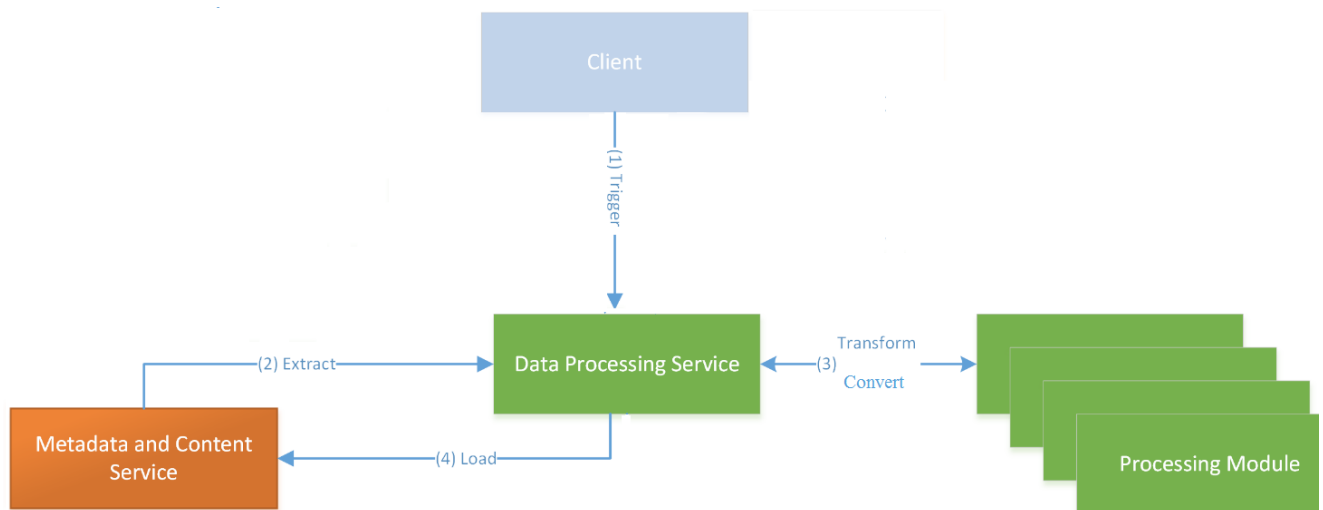 Client
(1) Trigger
(2) Extract
Data Processing Service
(3)
Transform
Convert
Metadata and Content
Service
(4) Load
Processing Module